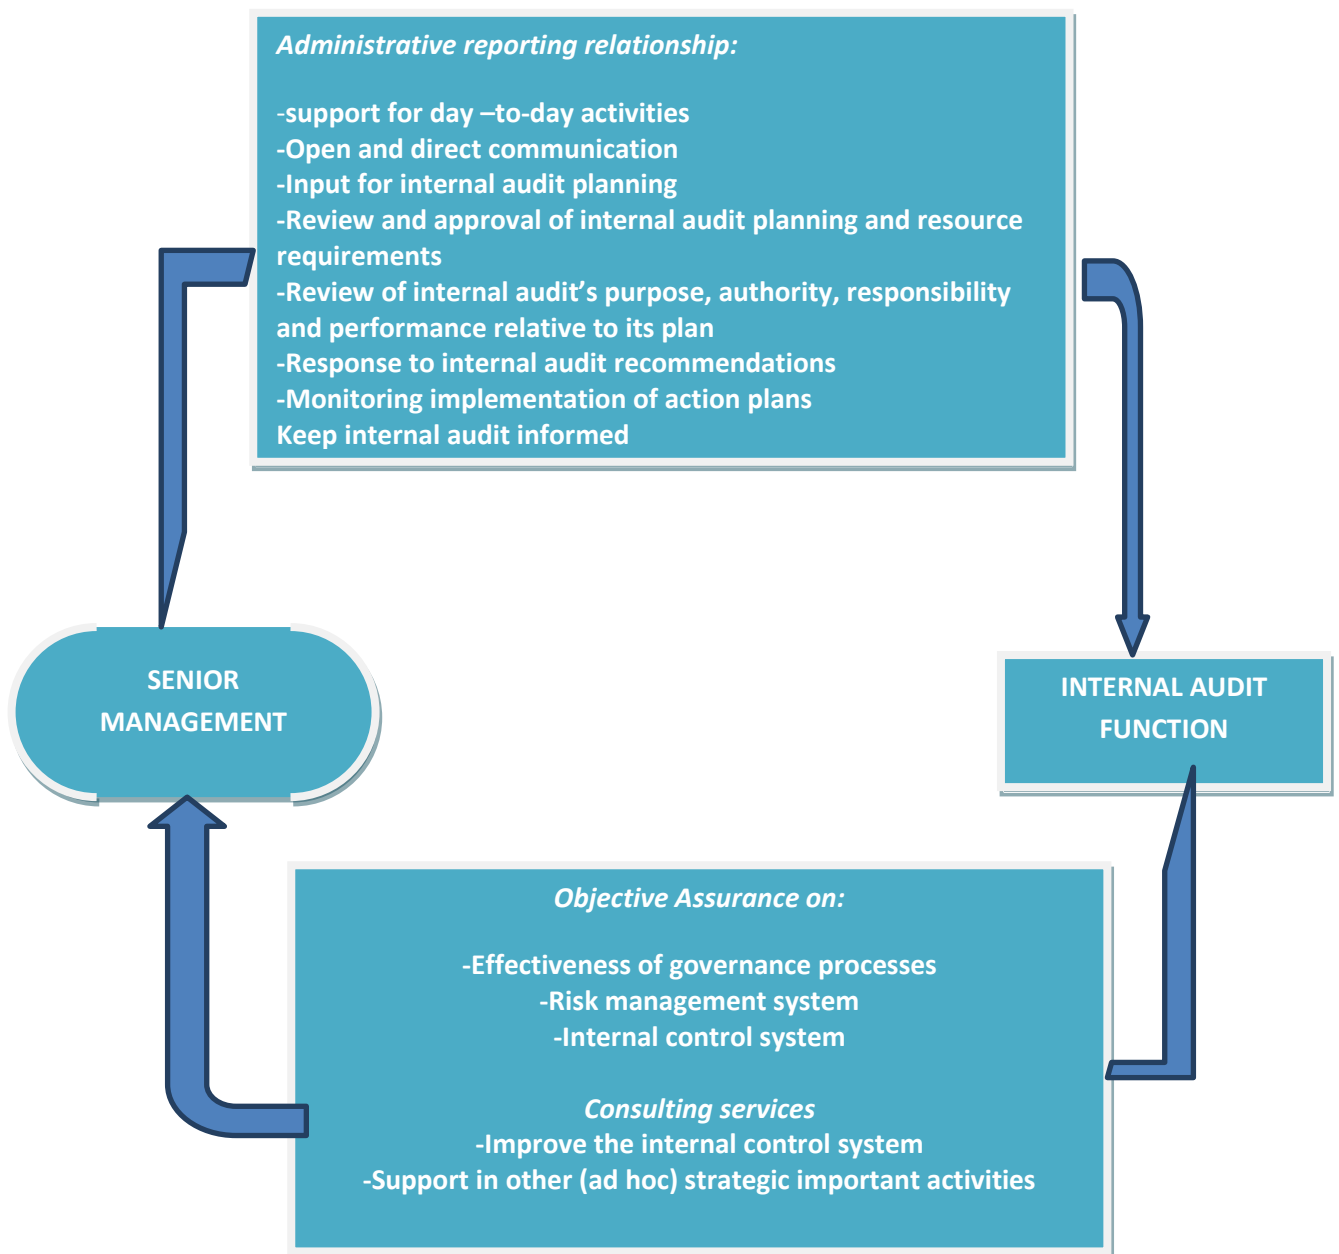 Administrative reporting relationship:
-support for day –to-day activities
-Open and direct communication
-Input for internal audit planning
-Review and approval of internal audit planning and resource
requirements
-Review of internal audit’s purpose, authority, responsibility
and performance relative to its plan
-Response to internal audit recommendations
-Monitoring implementation of action plans
Keep internal audit informed
SENIOR
MANAGEMENT
INTERNAL AUDIT
FUNCTION
Objective Assurance on:
-Effectiveness of governance processes
-Risk management system
-Internal control system
Consulting services
-Improve the internal control system
-Support in other (ad hoc) strategic important activities